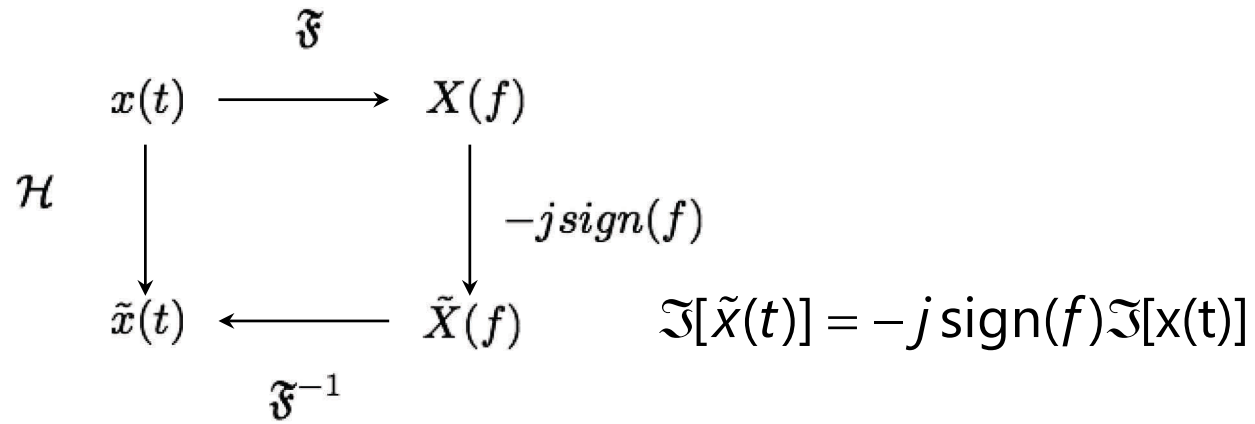 𝔉
x(t) X(f)
ℋ
−jsign(f)
x̃(t) X̃(f)
ℑ[x̃(t)] = −j sign(f)ℑ[x(t)]
𝔉⁻¹